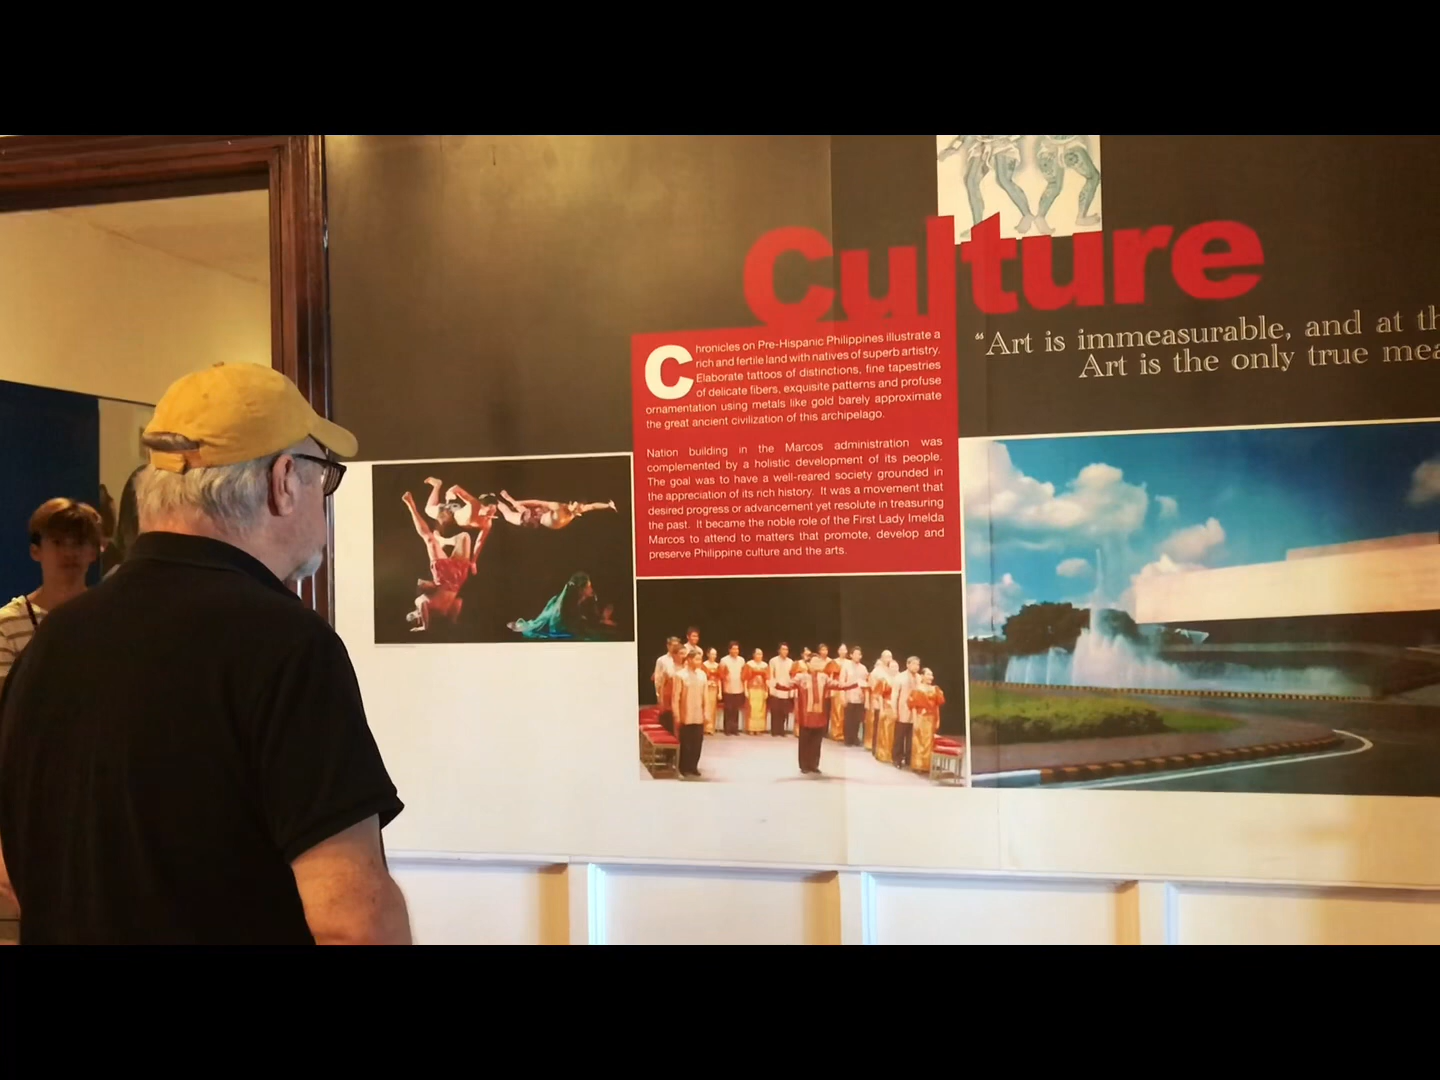 Culture
"Art is immeasurable, and at
Art is the only true
Chronicles on Pre-Hispanic Philippines illustrate a
rich and fertile land with natives of superb artistry.
Elaborate tattoos of distinctions, fine tapestries
of delicate fibers, exquisite patterns and profuse
ornamentation using metals like gold barely approximate
the great ancient civilization of this archipelago.
Nation building in the Marcos administration was
complemented by a holistic development of its people.
The goal was to have a well-reared society grounded in
the appreciation of its rich history. It was a movement that
desired progress or advancement yet resolute in treasuring
the past. It became the noble role of the First Lady Imelda
Marcos to attend to matters that promote, develop and
preserve Philippine culture and the arts.